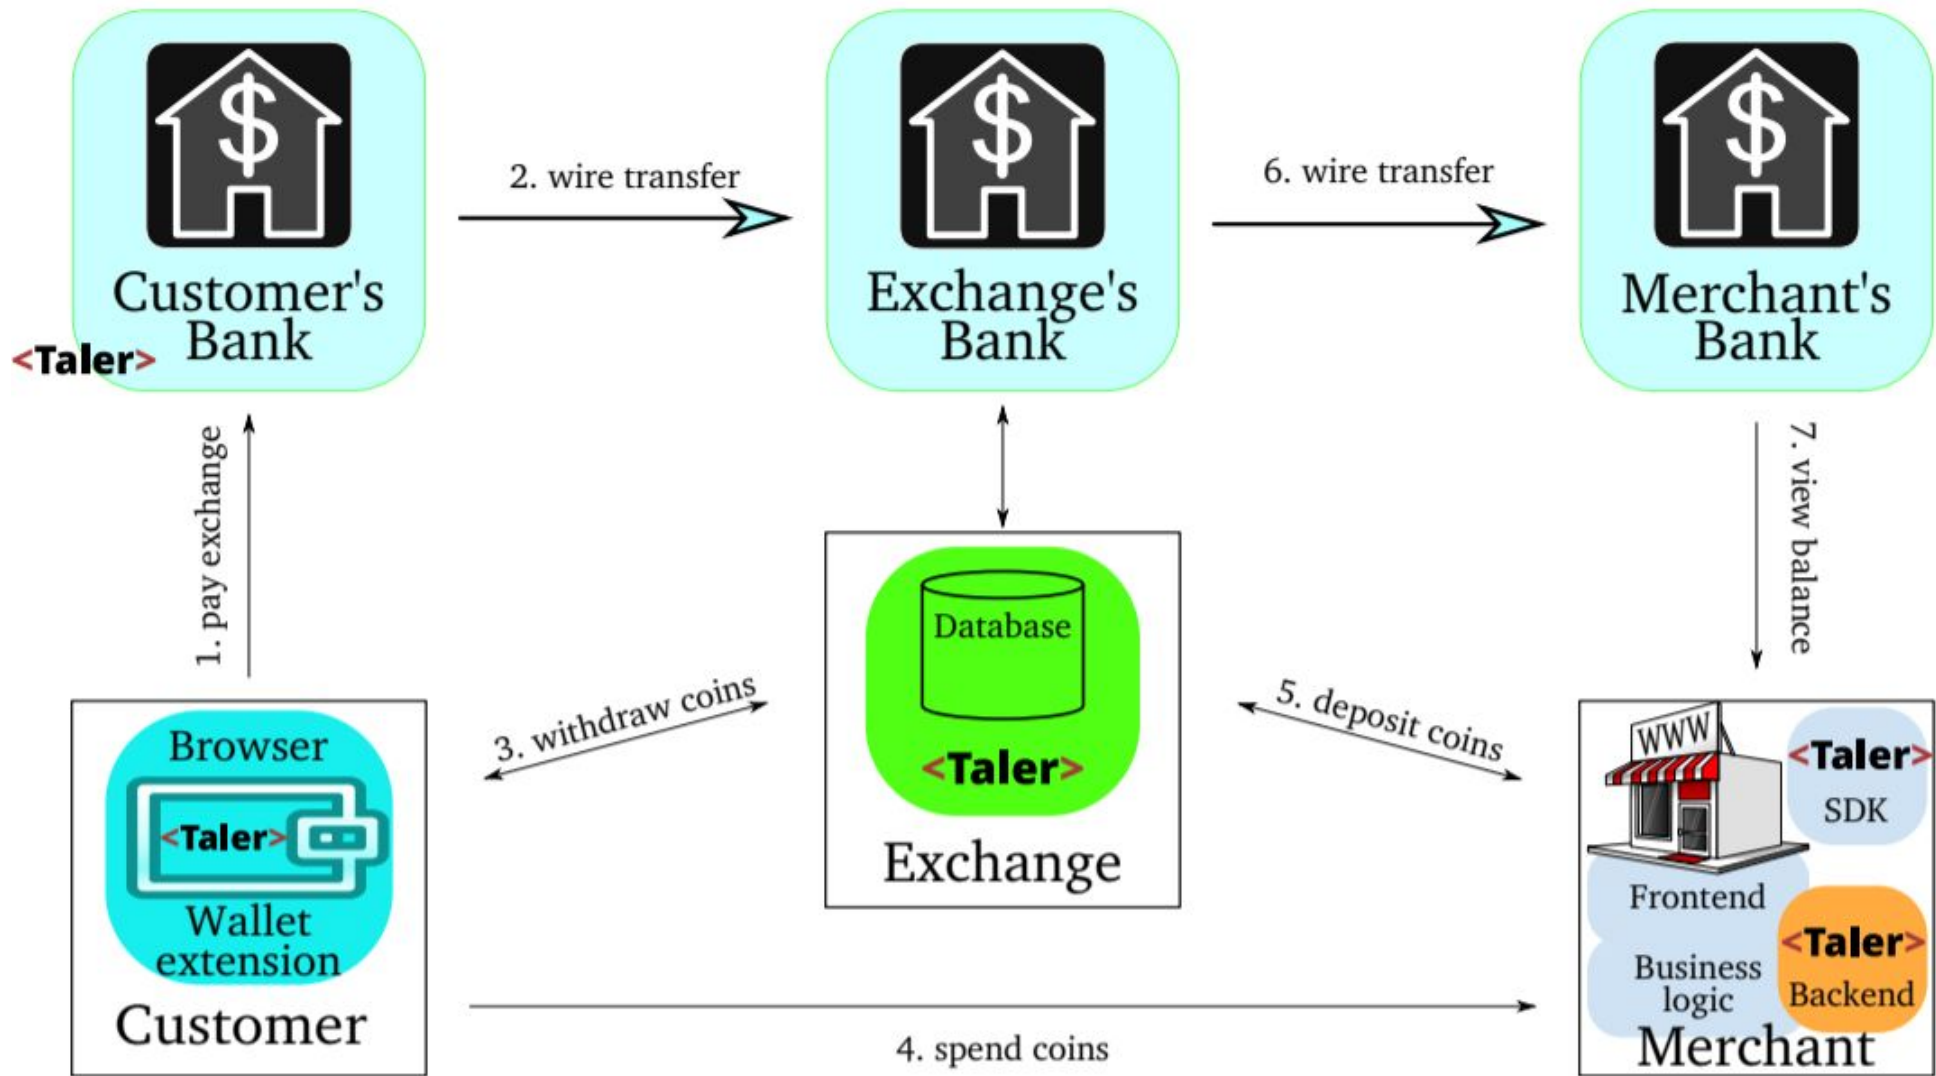 $
Customer's
Bank
<Taler>
2. wire transfer
$
Exchange's
Bank
6. wire transfer
$
Merchant's
Bank
1. pay exchange
7. view balance
3. withdraw coins
5. deposit coins
Browser
<Taler>
Wallet
extension
Customer
Database
<Taler>
Exchange
WWW
<Taler>
SDK
Frontend
Business
logic
<Taler>
Backend
Merchant
4. spend coins